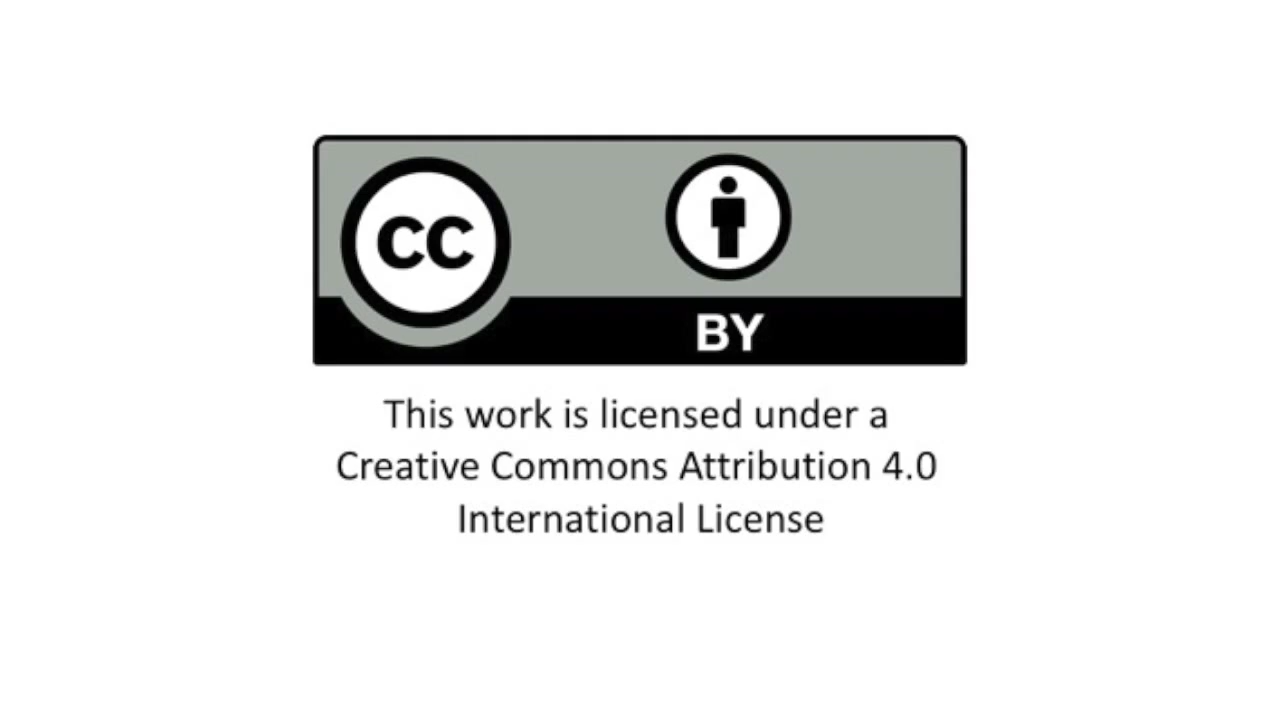 CC
BY
This work is licensed under a
Creative Commons Attribution 4.0
International License